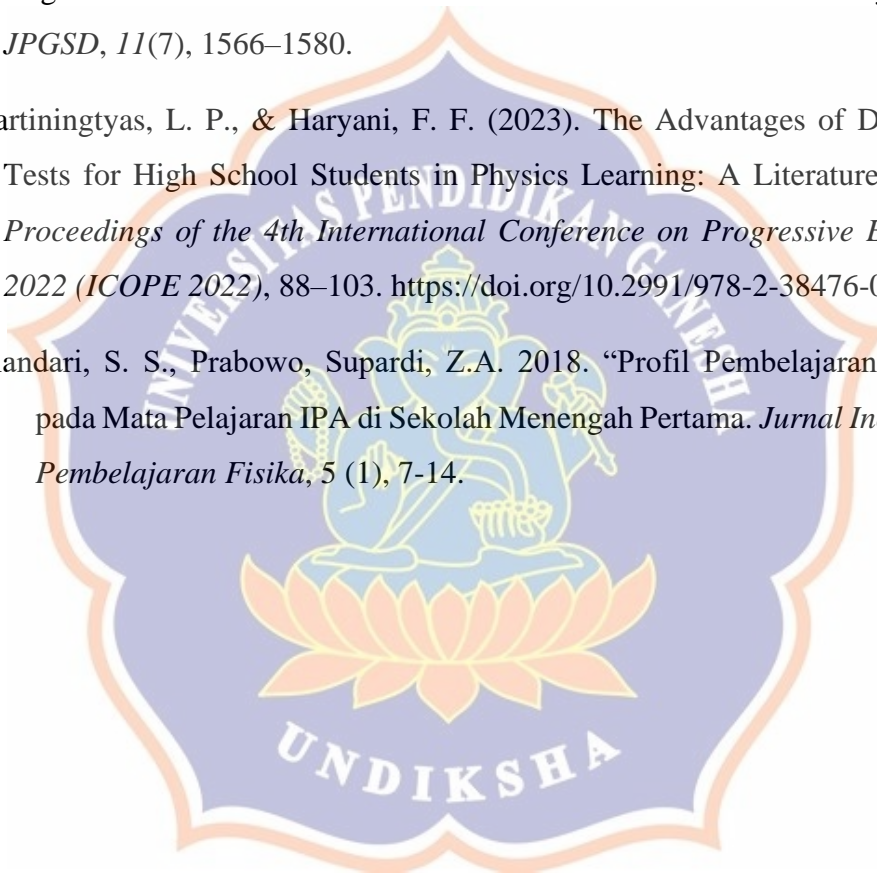 JPGSD, 11(7), 1566–1580.
artiningtyas, L. P., & Haryani, F. F. (2023). The Advantages of D
Tests for High School Students in Physics Learning: A Literature
Proceedings of the 4th International Conference on Progressive E
2022 (ICOPE 2022), 88–103. https://doi.org/10.2991/978-2-38476-0
andari, S. S., Prabowo, Supardi, Z.A. 2018. “Profil Pembelajaran
pada Mata Pelajaran IPA di Sekolah Menengah Pertama. Jurnal In
Pembelajaran Fisika, 5 (1), 7-14.
UNIVERSITAS PENDIDIKAN GANESHA
UNDIKSHA